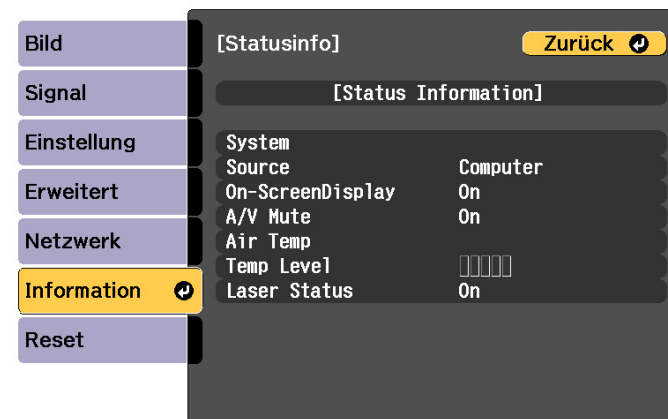 Bild
Signal
Einstellung
Erweitert
Netzwerk
Information
Reset
[Statusinfo]
Zurück
[Status Information]
System
Source Computer
On-ScreenDisplay On
A/V Mute On
Air Temp
Temp Level
Laser Status On